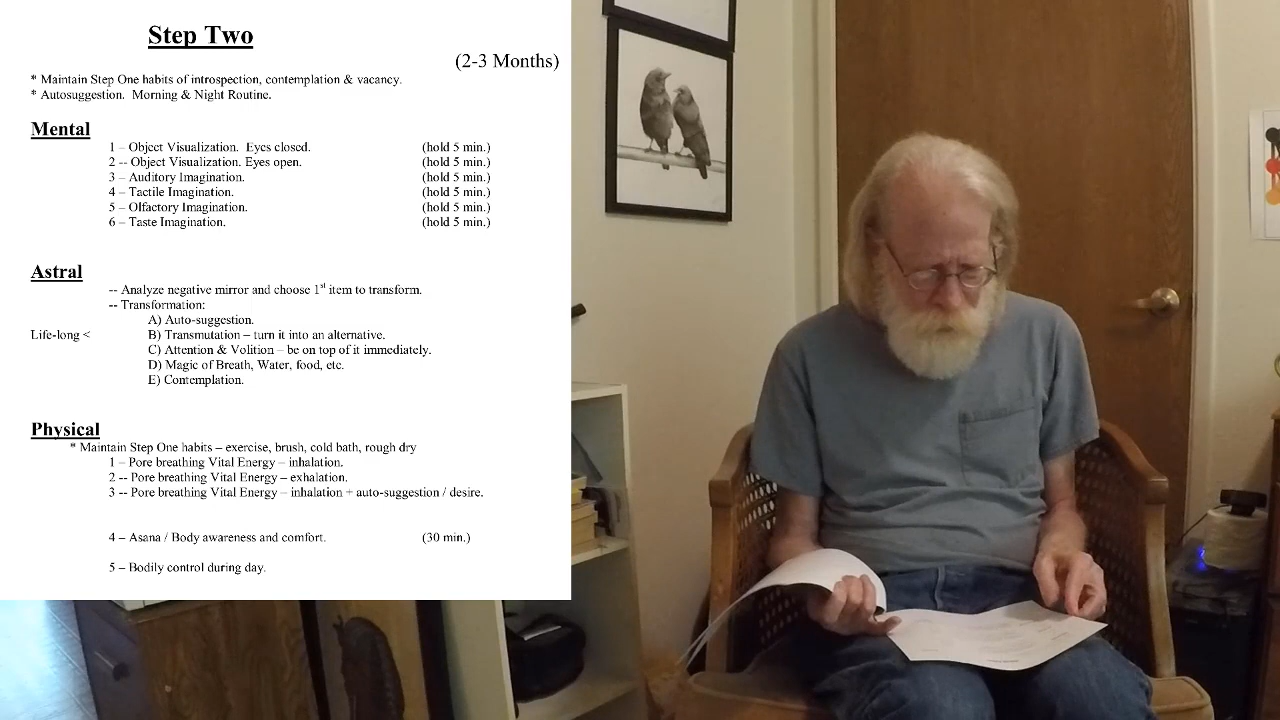 Step Two
(2-3 Months)
* Maintain Step One habits of introspection, contemplation & vacancy.
* Autosuggestion. Morning & Night Routine.
Mental
1 – Object Visualization. Eyes closed. (hold 5 min.)
2 -- Object Visualization. Eyes open. (hold 5 min.)
3 – Auditory Imagination. (hold 5 min.)
4 – Tactile Imagination. (hold 5 min.)
5 – Olfactory Imagination. (hold 5 min.)
6 – Taste Imagination. (hold 5 min.)
Astral
-- Analyze negative mirror and choose 1st item to transform.
-- Transformation:
A) Auto-suggestion.
Life-long < B) Transmutation – turn it into an alternative.
C) Attention & Volition – be on top of it immediately.
D) Magic of Breath, Water, food, etc.
E) Contemplation.
Physical
* Maintain Step One habits – exercise, brush, cold bath, rough dry
1 – Pore breathing Vital Energy – inhalation.
2 -- Pore breathing Vital Energy – exhalation.
3 -- Pore breathing Vital Energy – inhalation + auto-suggestion / desire.
4 – Asana / Body awareness and comfort. (30 min.)
5 – Bodily control during day.